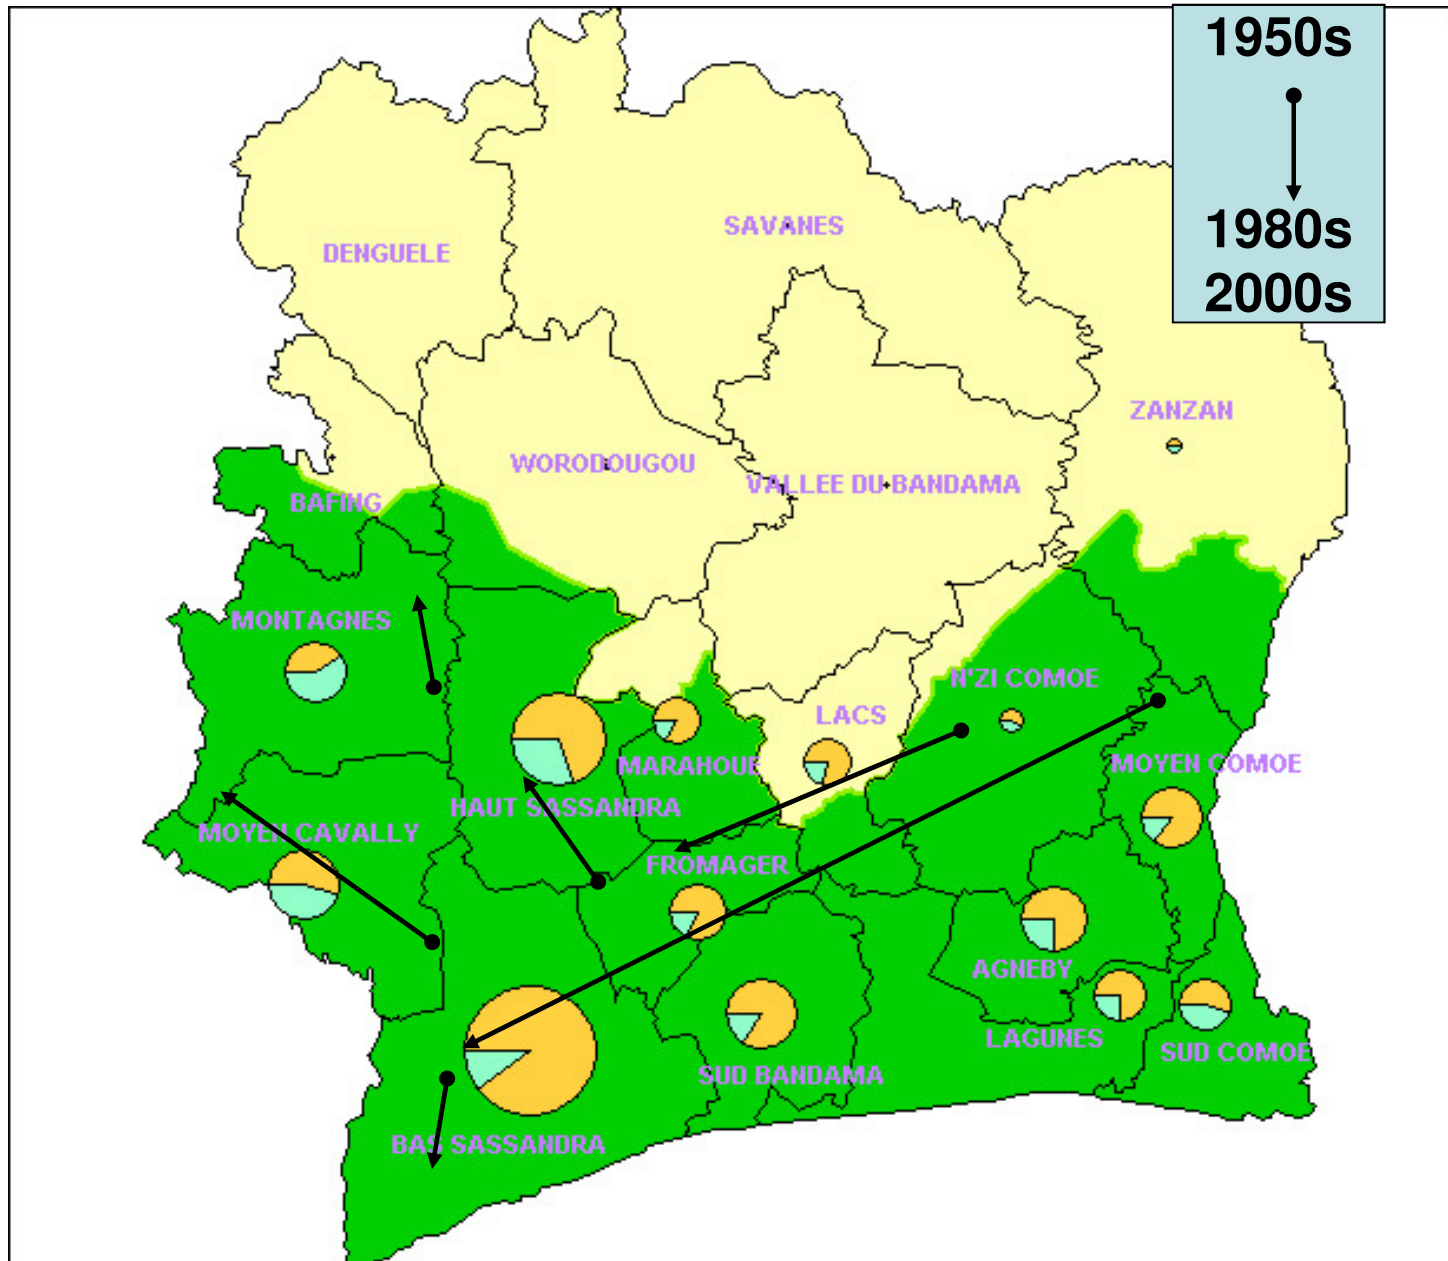 1950s
1980s
2000s
SAVANES
DENGUELE
ZANZAN
WORODOUGOU
VALLEE DU BANDAMA
BAFING
MONTAGNES
N'ZI COMOE
LACS
MARAHOUE
MOYEN COMOE
HAUT SASSANDRA
MOYEN CAVALLY
FROMAGER
AGNEBY
LAGUNES
SUD COMOE
SUD BANDAMA
BAS SASSANDRA